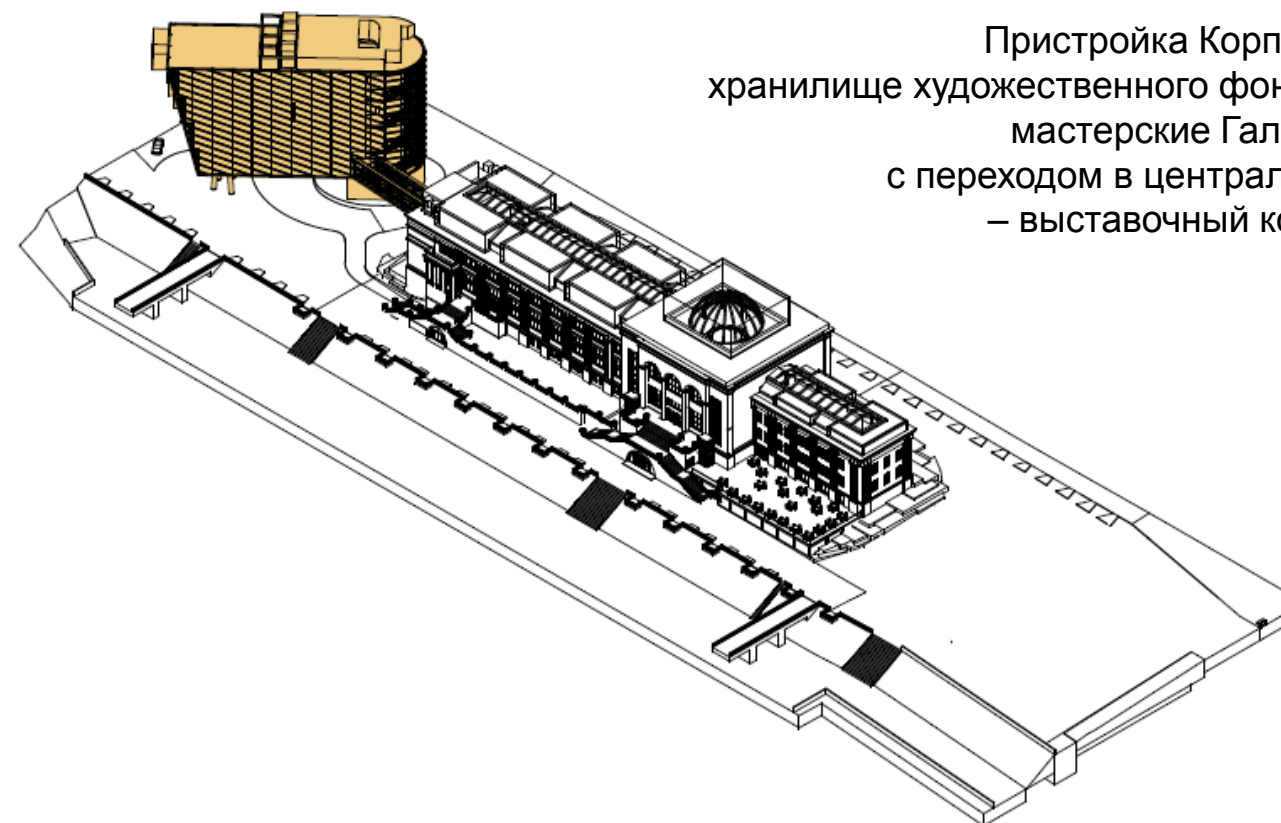 Пристройка Корп
хранилище художественного фон
мастерские Гал
с переходом в централ
– выставочный ко